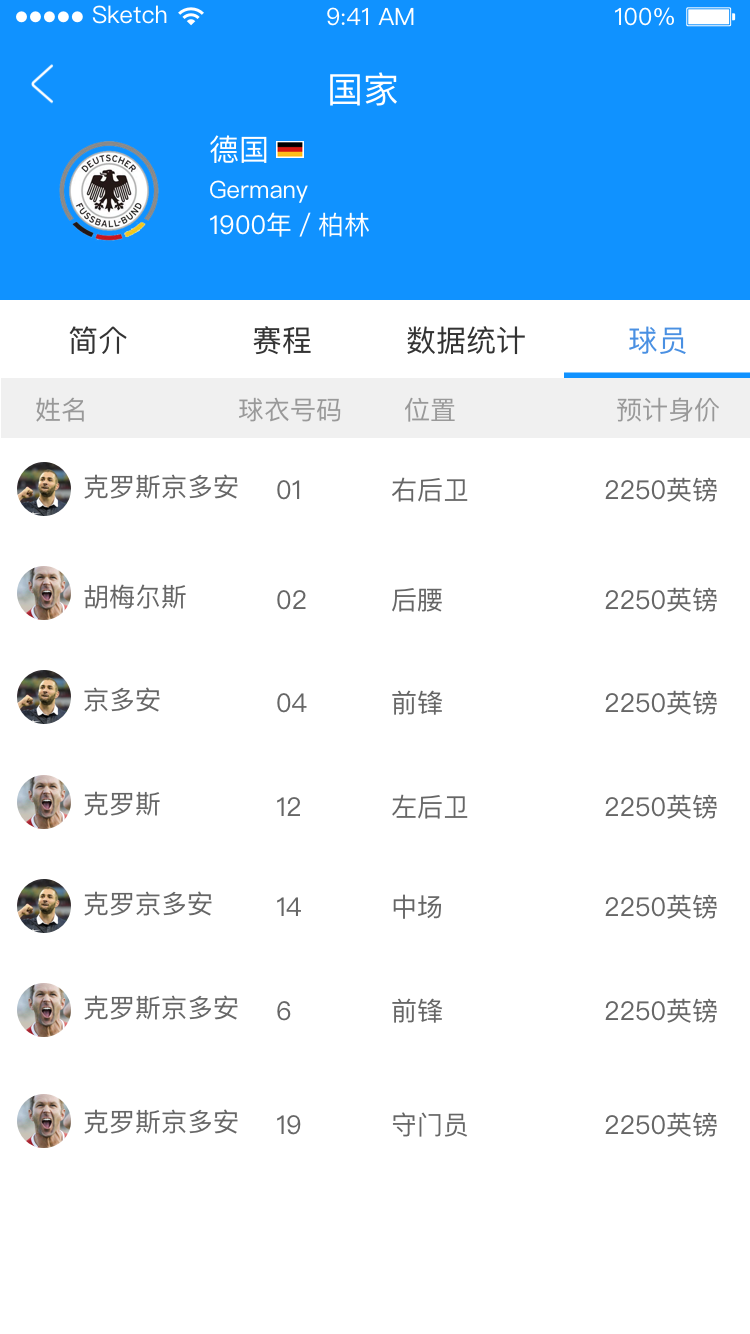 Sketch 9:41 AM 100%
国家
DEUTSCHER
FUSSBALL-BUND
德国
Germany
1900年 / 柏林
简介 赛程 数据统计 球员
姓名 球衣号码 位置 预计身价
克罗斯京多安 01 右后卫 2250英镑
胡梅尔斯 02 后腰 2250英镑
京多安 04 前锋 2250英镑
克罗斯 12 左后卫 2250英镑
克罗京多安 14 中场 2250英镑
克罗斯京多安 6 前锋 2250英镑
克罗斯京多安 19 守门员 2250英镑